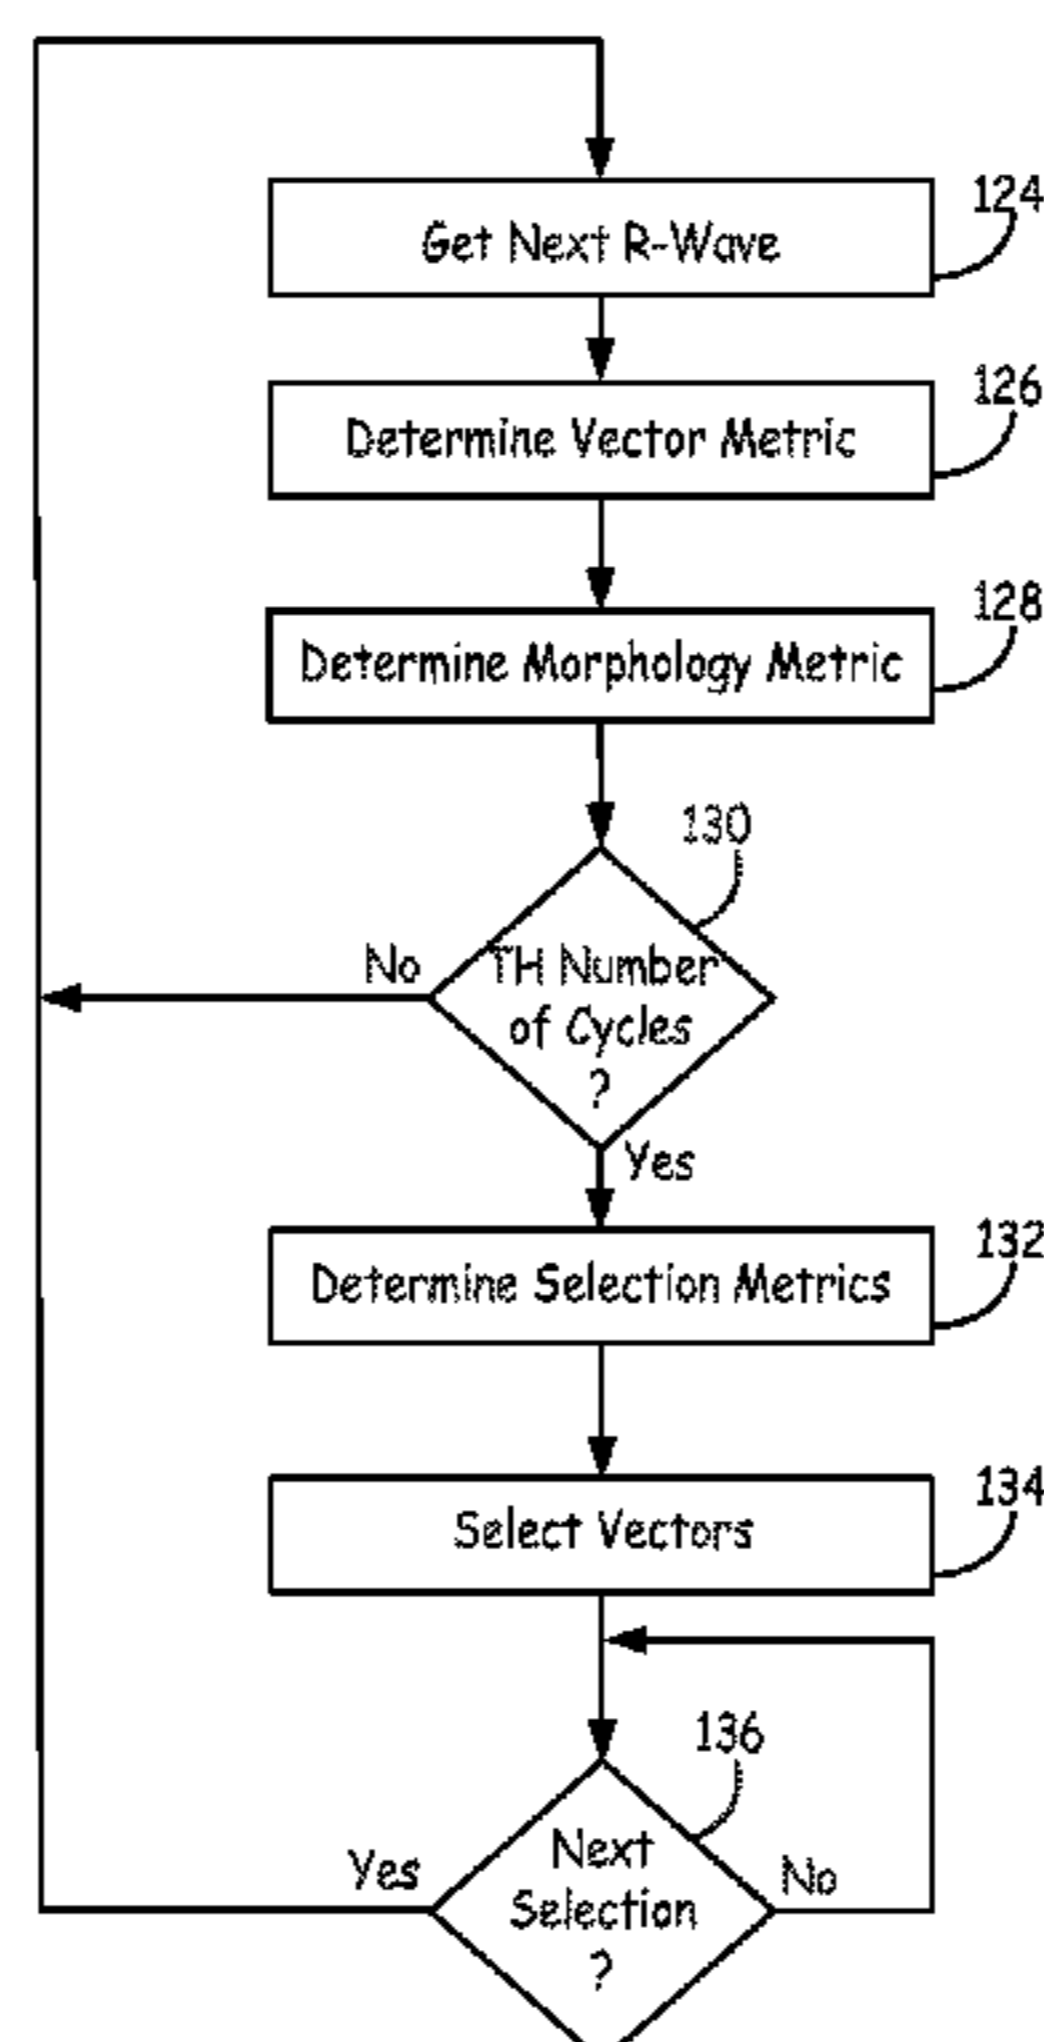 124
Get Next R-Wave
126
Determine Vector Metric
128
Determine Morphology Metric
130
No
TH Number
of Cycles
?
Yes
132
Determine Selection Metrics
134
Select Vectors
136
Yes
Next
Selection
?
No